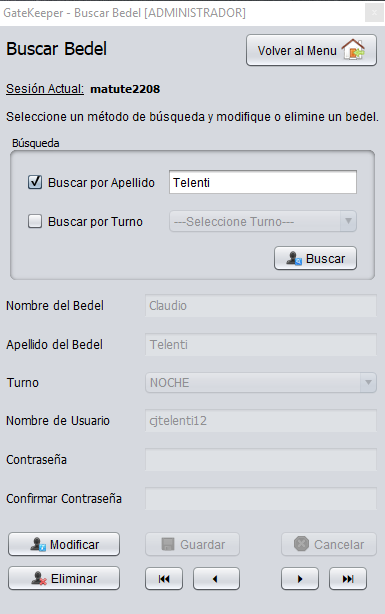 GateKeeper - Buscar Bedel [ADMINISTRADOR]
Buscar Bedel
Volver al Menu
Sesión Actual: matute2208
Seleccione un método de búsqueda y modifique o elimine un bedel.
Búsqueda
Buscar por Apellido Telenti
Buscar por Turno ---Seleccione Turno---
Buscar
Nombre del Bedel Claudio
Apellido del Bedel Telenti
Turno NOCHE
Nombre de Usuario cjtelenti12
Contraseña
Confirmar Contraseña
Modificar Guardar Cancelar
Eliminar